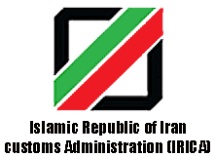 Islamic Republic of Iran
customs Administration (IRICA)